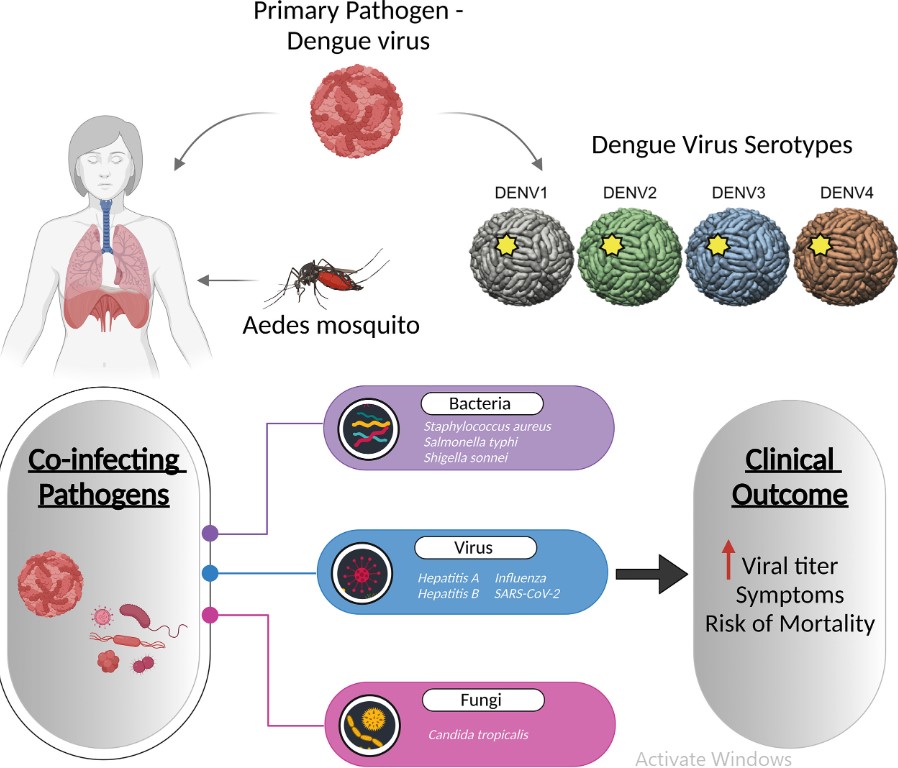 Primary Pathogen -
Dengue virus
Dengue Virus Serotypes
DENV1 DENV2 DENV3 DENV4
Aedes mosquito
Co-infecting
Pathogens
Bacteria
Staphylococcus aureus
Salmonella typhi
Shigella sonnei
Virus
Hepatitis A Influenza
Hepatitis B SARS-CoV-2
Fungi
Candida tropicalis
Clinical
Outcome
Viral titer
Symptoms
Risk of Mortality
Activate Windows